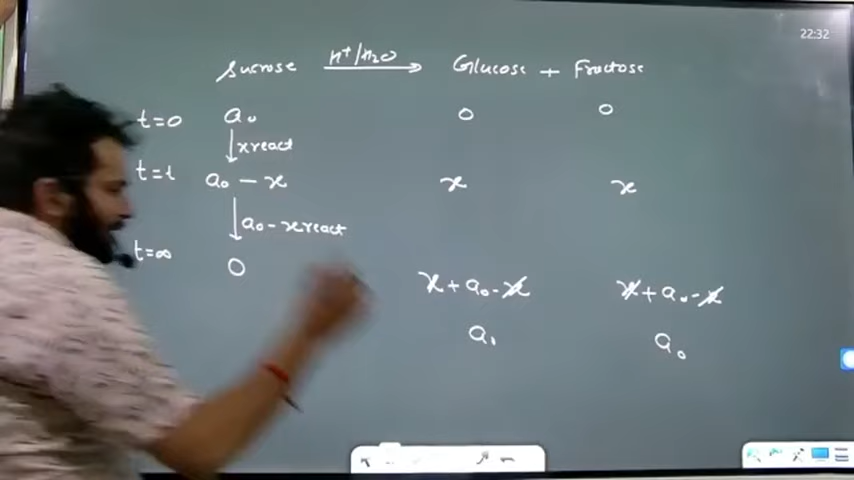 22:32
Sucrose H⁺/H₂O → Glucose + Fructose
t=0 a₀ 0 0
↓ x react
t=t a₀ – x x x
↓ a₀ - x react
t=∞ 0 x + a₀ - x x + a₀ - x
a₀ a₀